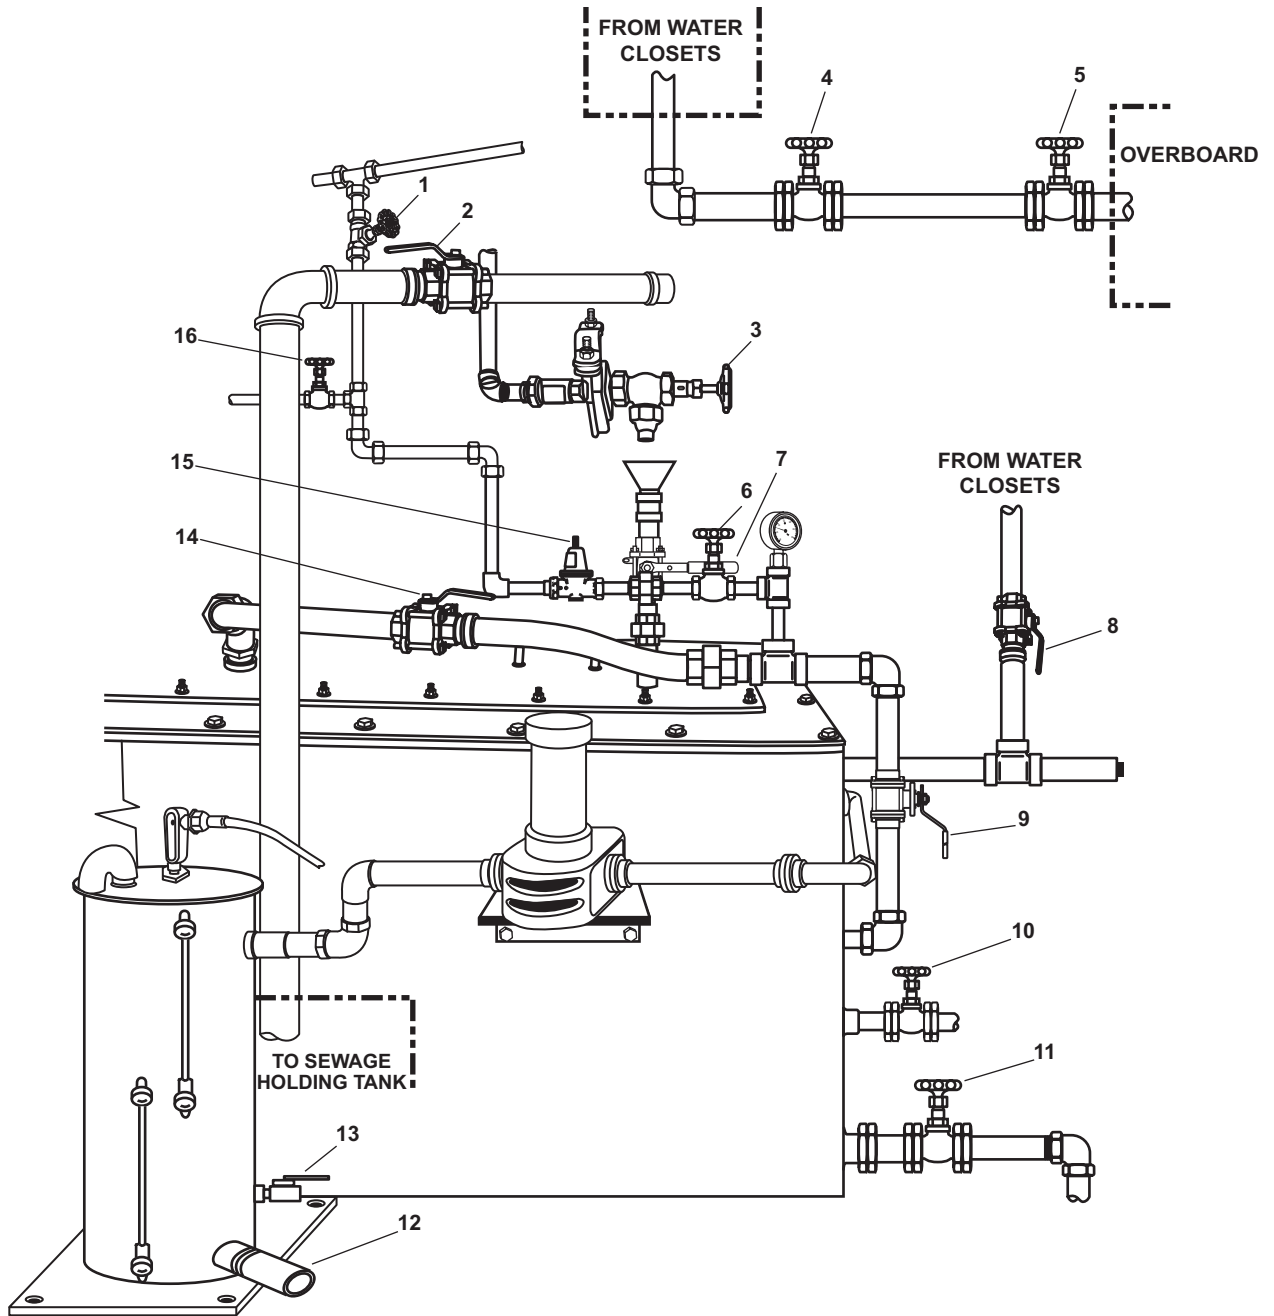 FROM WATER
CLOSETS
4
5
OVERBOARD
1
2
3
16
15
14
7
6
FROM WATER
CLOSETS
8
9
10
11
TO SEWAGE
HOLDING TANK
13
12